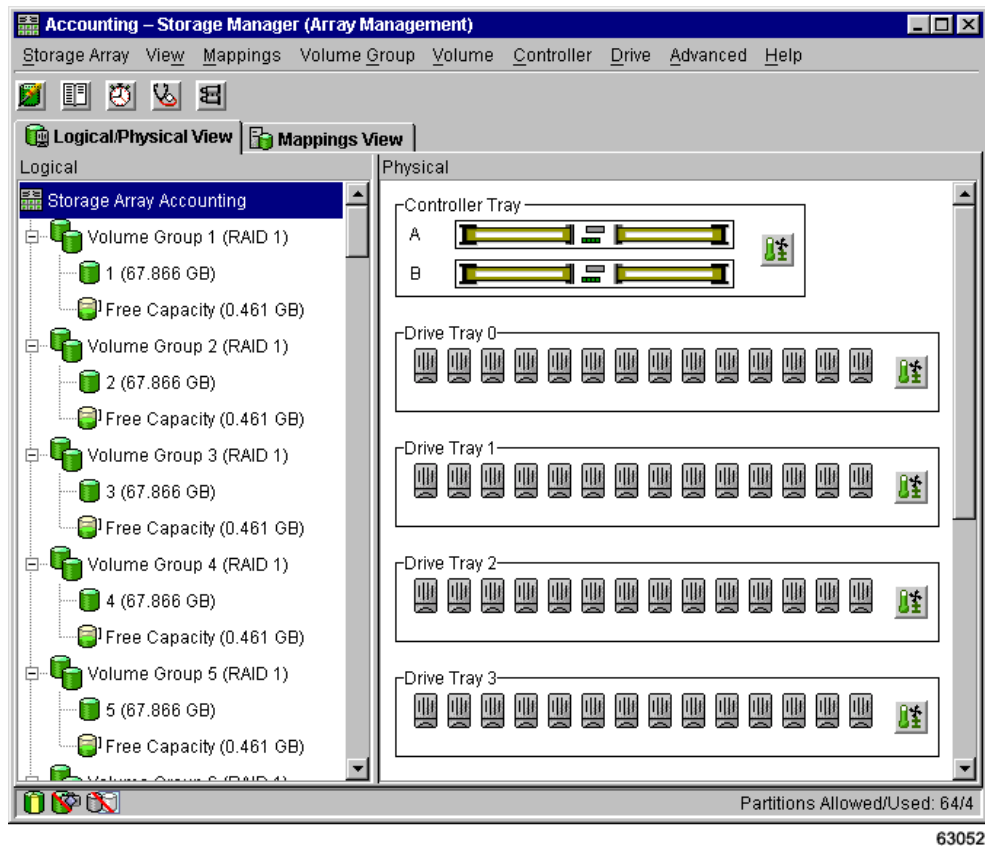 Accounting – Storage Manager (Array Management)
Storage Array View Mappings Volume Group Volume Controller Drive Advanced Help
Logical/Physical View Mappings View
Logical
Storage Array Accounting
Volume Group 1 (RAID 1)
1 (67.866 GB)
Free Capacity (0.461 GB)
Volume Group 2 (RAID 1)
2 (67.866 GB)
Free Capacity (0.461 GB)
Volume Group 3 (RAID 1)
3 (67.866 GB)
Free Capacity (0.461 GB)
Volume Group 4 (RAID 1)
4 (67.866 GB)
Free Capacity (0.461 GB)
Volume Group 5 (RAID 1)
5 (67.866 GB)
Free Capacity (0.461 GB)
Volume Group 6 (RAID 1)
Physical
Controller Tray
A
B
Drive Tray 0
Drive Tray 1
Drive Tray 2
Drive Tray 3
Partitions Allowed/Used: 64/4
63052